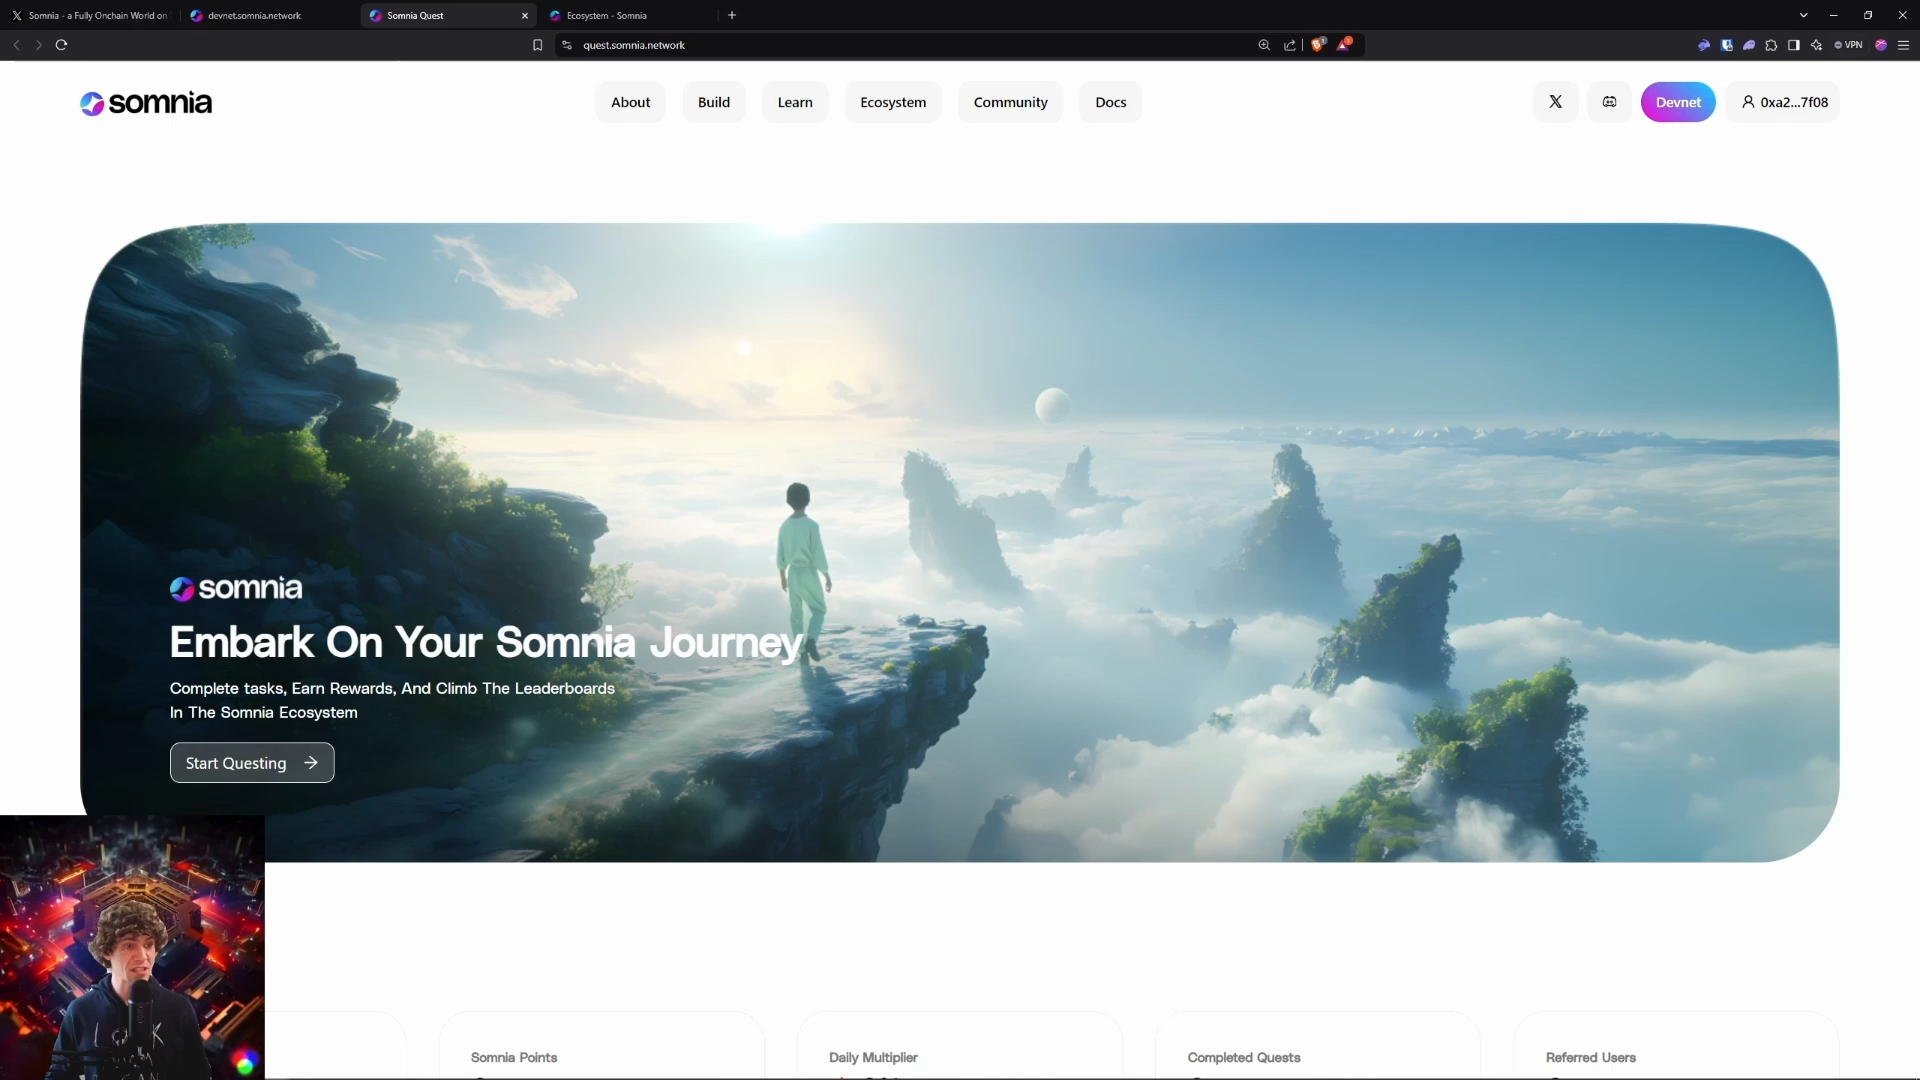 Somnia - a Fully Onchain World on
devnet.somnia.network
Somnia Quest
Ecosystem - Somnia
quest.somnia.network
VPN
somnia
About
Build
Learn
Ecosystem
Community
Docs
Devnet
0xa2...7f08
somnia
Embark On Your Somnia Journey
Complete tasks, Earn Rewards, And Climb The Leaderboards
In The Somnia Ecosystem
Start Questing
Somnia Points
Daily Multiplier
Completed Quests
Referred Users